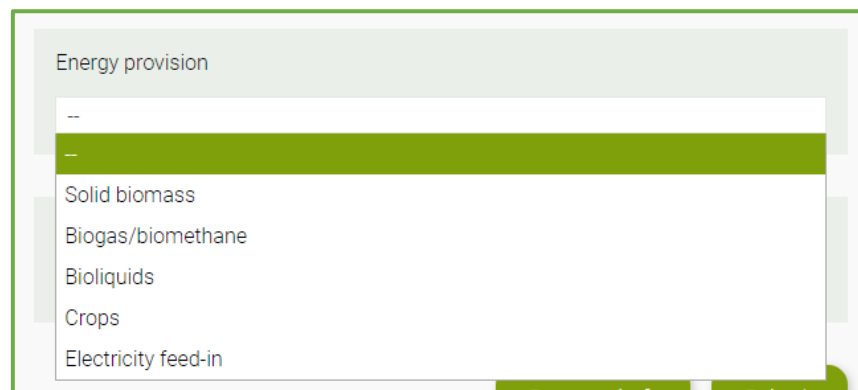 Energy provision
--
--
Solid biomass
Biogas/biomethane
Bioliquids
Crops
Electricity feed-in